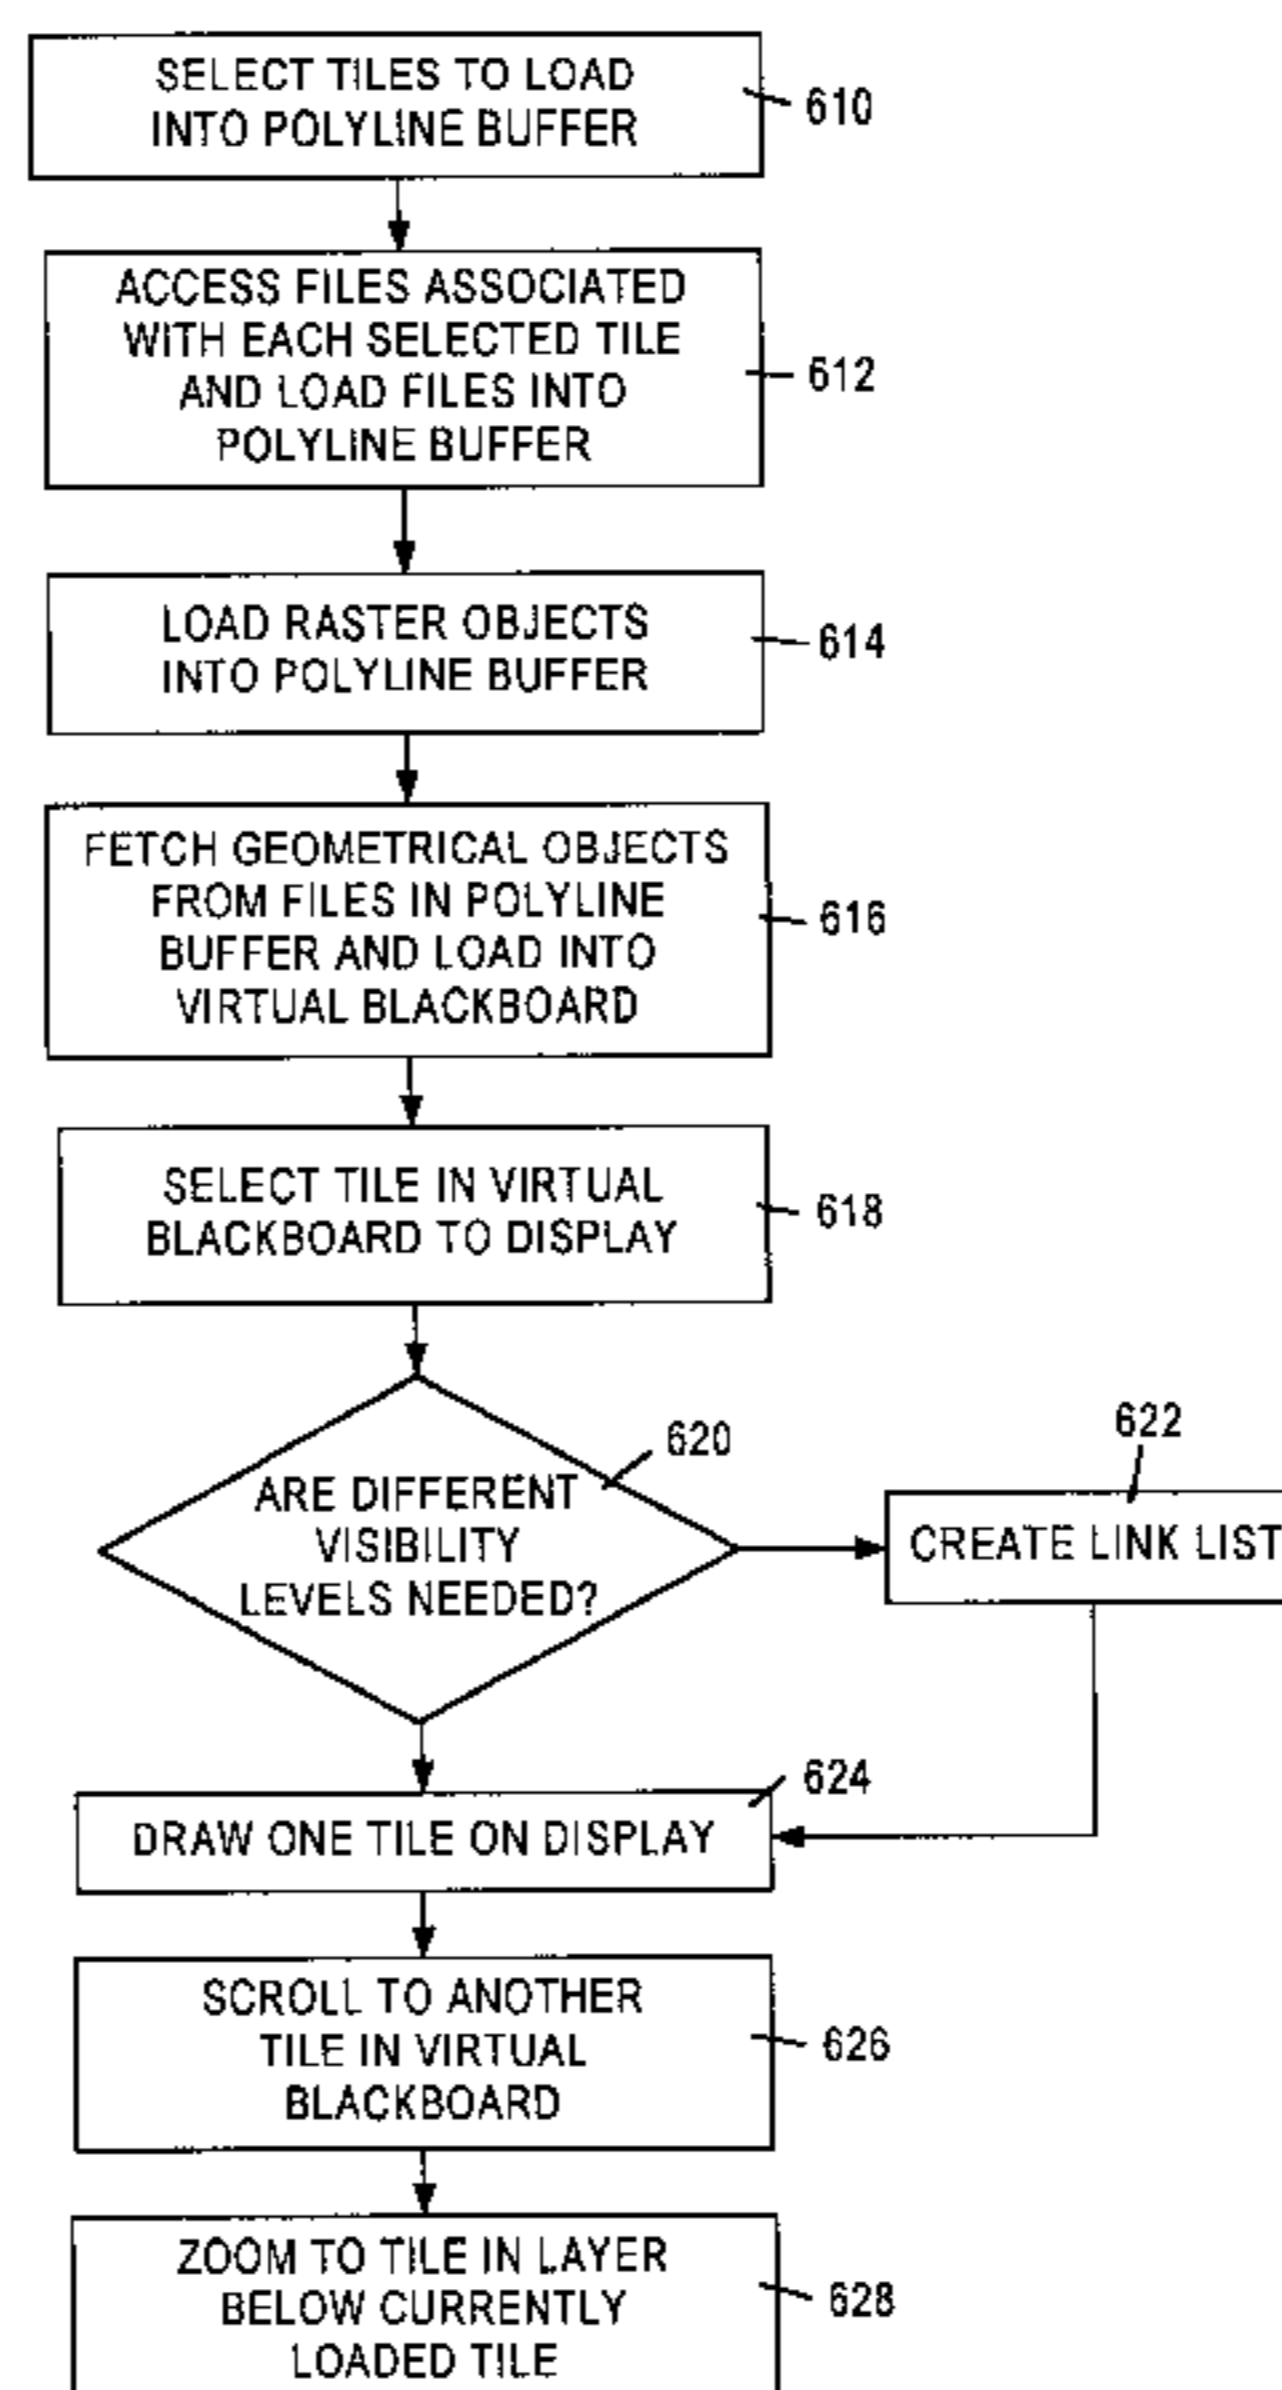 SELECT TILES TO LOAD
INTO POLYLINE BUFFER
610
ACCESS FILES ASSOCIATED
WITH EACH SELECTED TILE
AND LOAD FILES INTO
POLYLINE BUFFER
612
LOAD RASTER OBJECTS
INTO POLYLINE BUFFER
614
FETCH GEOMETRICAL OBJECTS
FROM FILES IN POLYLINE
BUFFER AND LOAD INTO
VIRTUAL BLACKBOARD
616
SELECT TILE IN VIRTUAL
BLACKBOARD TO DISPLAY
618
ARE DIFFERENT
VISIBILITY
LEVELS NEEDED?
620
622
CREATE LINK LIST
DRAW ONE TILE ON DISPLAY
624
SCROLL TO ANOTHER
TILE IN VIRTUAL
BLACKBOARD
626
ZOOM TO TILE IN LAYER
BELOW CURRENTLY
LOADED TILE
628